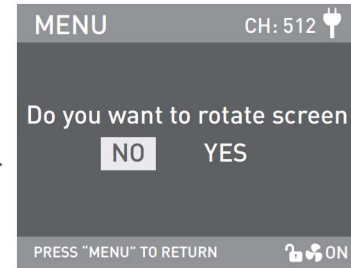 MENU CH: 512
Do you want to rotate screen
NO YES
PRESS "MENU" TO RETURN ON